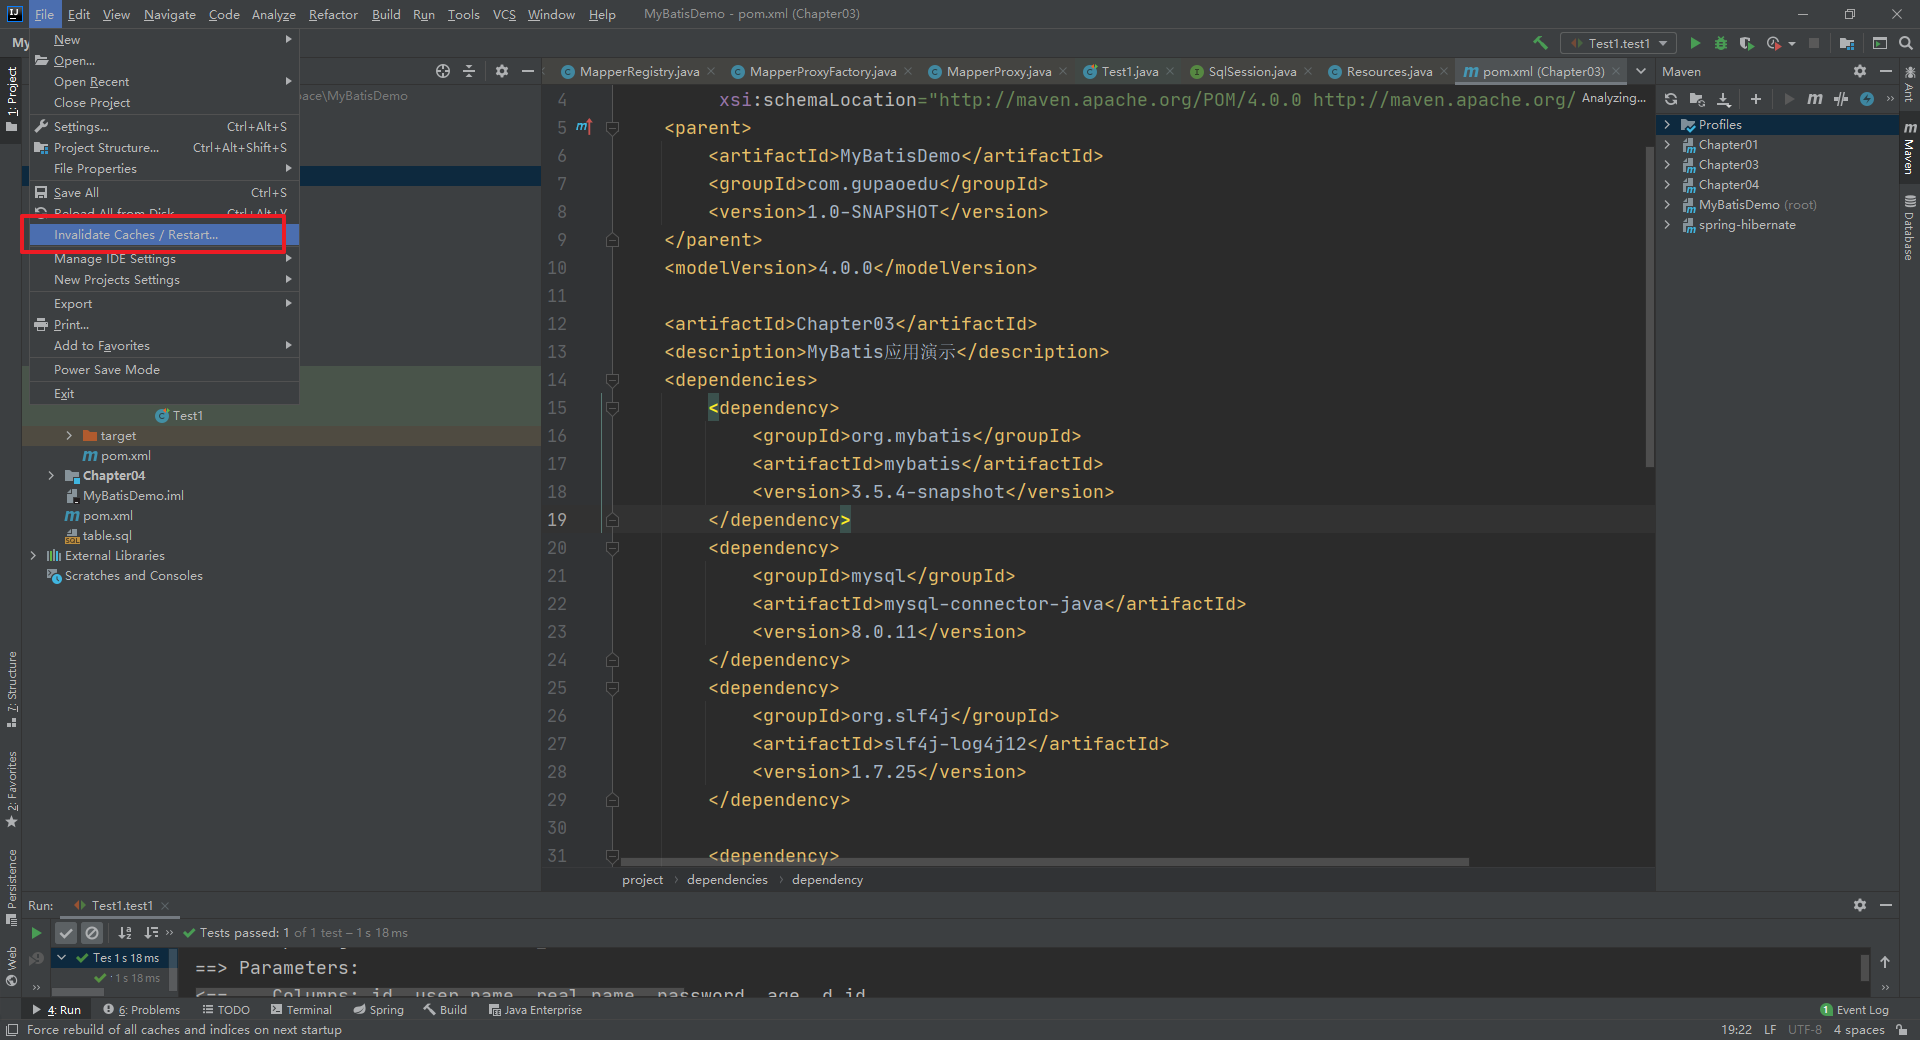 File Edit View Navigate Code Analyze Refactor Build Run Tools VCS Window Help MyBatisDemo - pom.xml (Chapter03)
My
Test1.test1
New
Open...
Open Recent
Close Project
Settings... Ctrl+Alt+S
Project Structure... Ctrl+Alt+Shift+S
File Properties
Save All Ctrl+S
Reload All from Disk Ctrl+Alt+Y
Invalidate Caches / Restart...
Manage IDE Settings
New Projects Settings
Export
Print...
Add to Favorites
Power Save Mode
Exit
pace\MyBatisDemo
Test1
target
pom.xml
Chapter04
MyBatisDemo.iml
pom.xml
table.sql
External Libraries
Scratches and Consoles
1: Project
7: Structure
2: Favorites
Persistence
Web
MapperRegistry.java MapperProxyFactory.java MapperProxy.java Test1.java SqlSession.java Resources.java pom.xml (Chapter03)
4 xsi:schemaLocation="http://maven.apache.org/POM/4.0.0 http://maven.apache.org/ Analyzing...
5 <parent>
6 <artifactId>MyBatisDemo</artifactId>
7 <groupId>com.gupaoedu</groupId>
8 <version>1.0-SNAPSHOT</version>
9 </parent>
10 <modelVersion>4.0.0</modelVersion>
11
12 <artifactId>Chapter03</artifactId>
13 <description>MyBatis应用演示</description>
14 <dependencies>
15 <dependency>
16 <groupId>org.mybatis</groupId>
17 <artifactId>mybatis</artifactId>
18 <version>3.5.4-snapshot</version>
19 </dependency>
20 <dependency>
21 <groupId>mysql</groupId>
22 <artifactId>mysql-connector-java</artifactId>
23 <version>8.0.11</version>
24 </dependency>
25 <dependency>
26 <groupId>org.slf4j</groupId>
27 <artifactId>slf4j-log4j12</artifactId>
28 <version>1.7.25</version>
29 </dependency>
30
31 <dependency>
project dependencies dependency
Maven
Profiles
Chapter01
Chapter03
Chapter04
MyBatisDemo (root)
spring-hibernate
Ant
Maven
Database
Run: Test1.test1
Tests passed: 1 of 1 test – 1 s 18 ms
Tes 1 s 18 ms
1 s 18 ms
==> Parameters:
<== Columns: id, user_name, real_name, password, age, d_id
4: Run 6: Problems TODO Terminal Spring Build Java Enterprise 1 Event Log
Force rebuild of all caches and indices on next startup 19:22 LF UTF-8 4 spaces